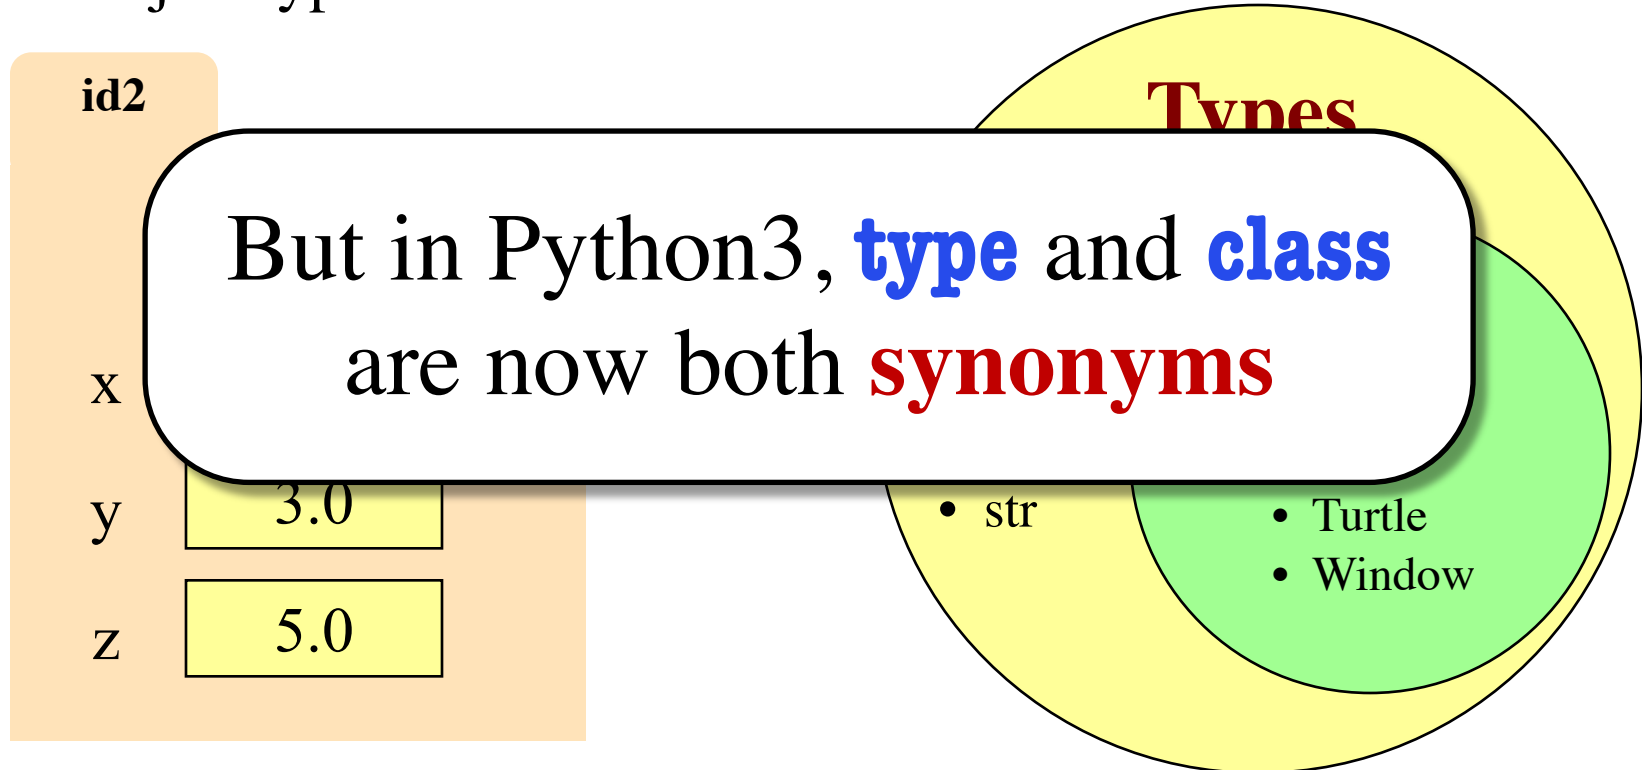 id2
Types
But in Python3, type and class
are now both synonyms
x
y 3.0
z 5.0
• str
• Turtle
• Window